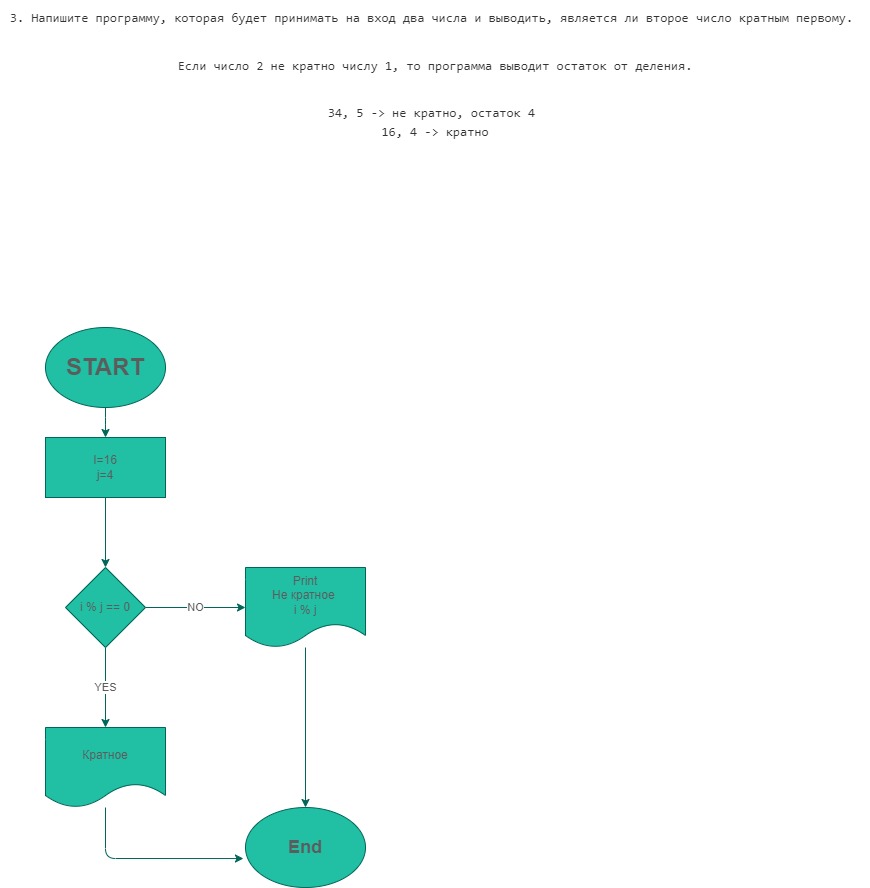 3. Напишите программу, которая будет принимать на вход два числа и выводить, является ли второе число кратным первому.
Если число 2 не кратно числу 1, то программа выводит остаток от деления.
34, 5 -> не кратно, остаток 4
16, 4 -> кратно
START
I=16
j=4
i % j == 0
NO
Print
Не кратное
i % j
YES
Кратное
End